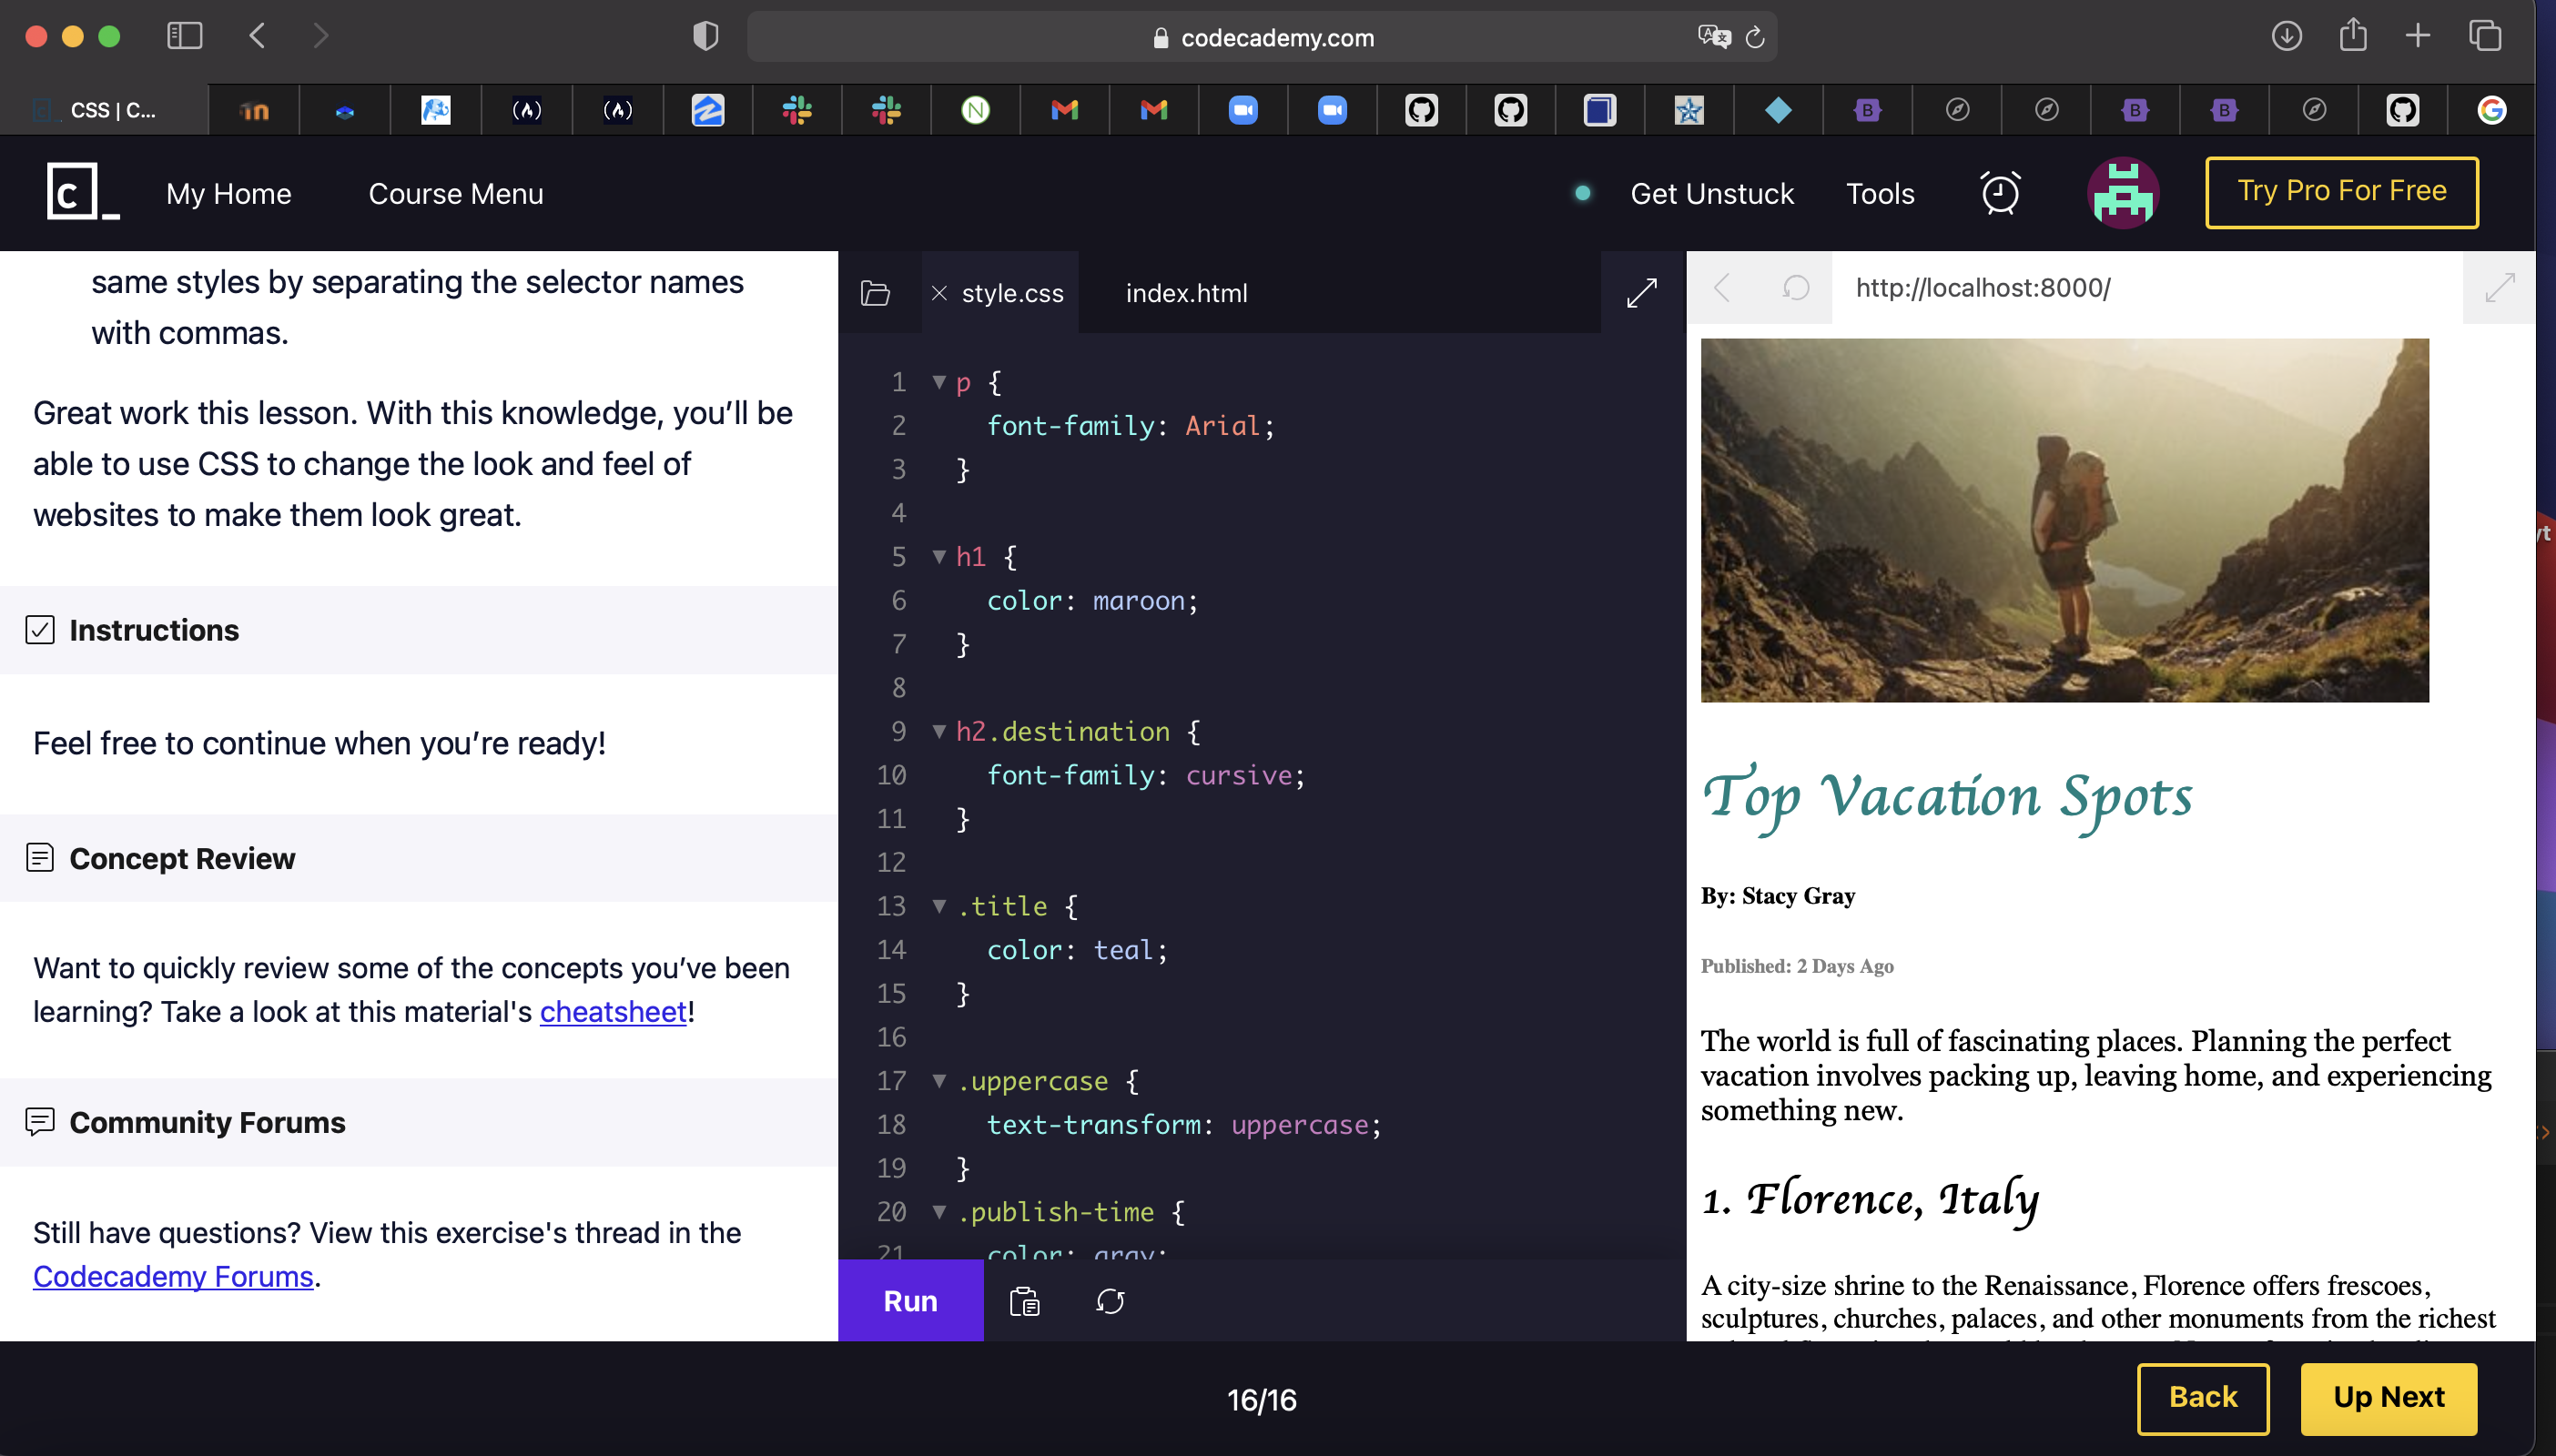 codecademy.com
CSS | C...
My Home
Course Menu
Get Unstuck
Tools
Try Pro For Free
same styles by separating the selector names
with commas.
Great work this lesson. With this knowledge, you’ll be
able to use CSS to change the look and feel of
websites to make them look great.
Instructions
Feel free to continue when you’re ready!
Concept Review
Want to quickly review some of the concepts you’ve been
learning? Take a look at this material's cheatsheet!
Community Forums
Still have questions? View this exercise's thread in the
Codecademy Forums.
style.css
index.html
1 p {
2 font-family: Arial;
3 }
4
5 h1 {
6 color: maroon;
7 }
8
9 h2.destination {
10 font-family: cursive;
11 }
12
13 .title {
14 color: teal;
15 }
16
17 .uppercase {
18 text-transform: uppercase;
19 }
20 .publish-time {
21 color: gray;
Run
http://localhost:8000/
Top Vacation Spots
By: Stacy Gray
Published: 2 Days Ago
The world is full of fascinating places. Planning the perfect
vacation involves packing up, leaving home, and experiencing
something new.
1. Florence, Italy
A city-size shrine to the Renaissance, Florence offers frescoes,
sculptures, churches, palaces, and other monuments from the richest
16/16
Back
Up Next